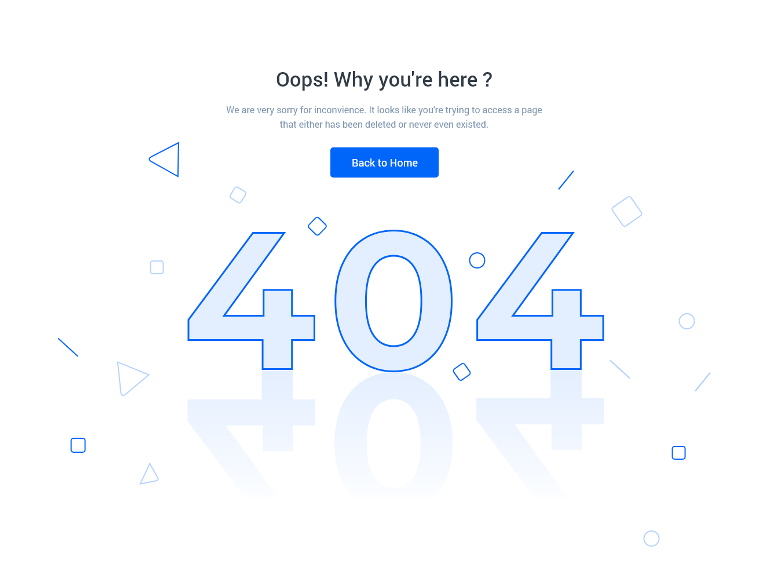 Oops! Why you're here ?
We are very sorry for inconvience. It looks like you're trying to access a page
that either has been deleted or never even existed.
Back to Home
404